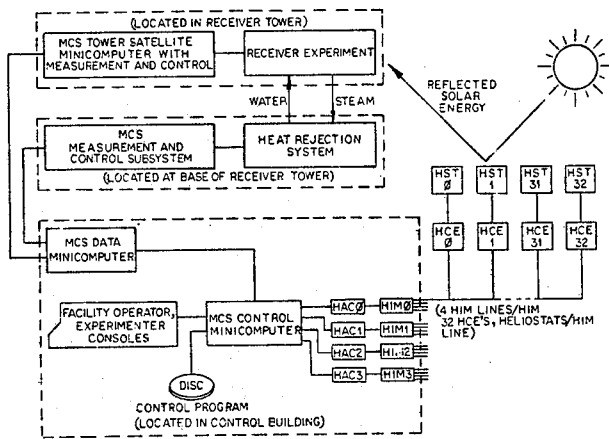 (LOCATED IN RECEIVER TOWER)
MCS TOWER SATELLITE
MINICOMPUTER WITH
MEASUREMENT AND CONTROL
RECEIVER EXPERIMENT
REFLECTED
SOLAR
ENERGY
WATER
STEAM
MCS
MEASUREMENT AND
CONTROL SUBSYSTEM
HEAT REJECTION
SYSTEM
(LOCATED AT BASE OF RECEIVER TOWER)
HST
Ø
HST
1
HST
31
HST
32
HCE
Ø
HCE
1
HCE
31
HCE
32
MCS DATA
MINICOMPUTER
FACILITY OPERATOR,
EXPERIMENTER
CONSOLES
MCS CONTROL
MINICOMPUTER
HACØ
HIMØ
HAC1
HIM1
HAC2
HIM2
HAC3
HIM3
(4 HIM LINES/HIM
32 HCE'S, HELIOSTATS/HIM
LINE)
DISC
CONTROL PROGRAM
(LOCATED IN CONTROL BUILDING)